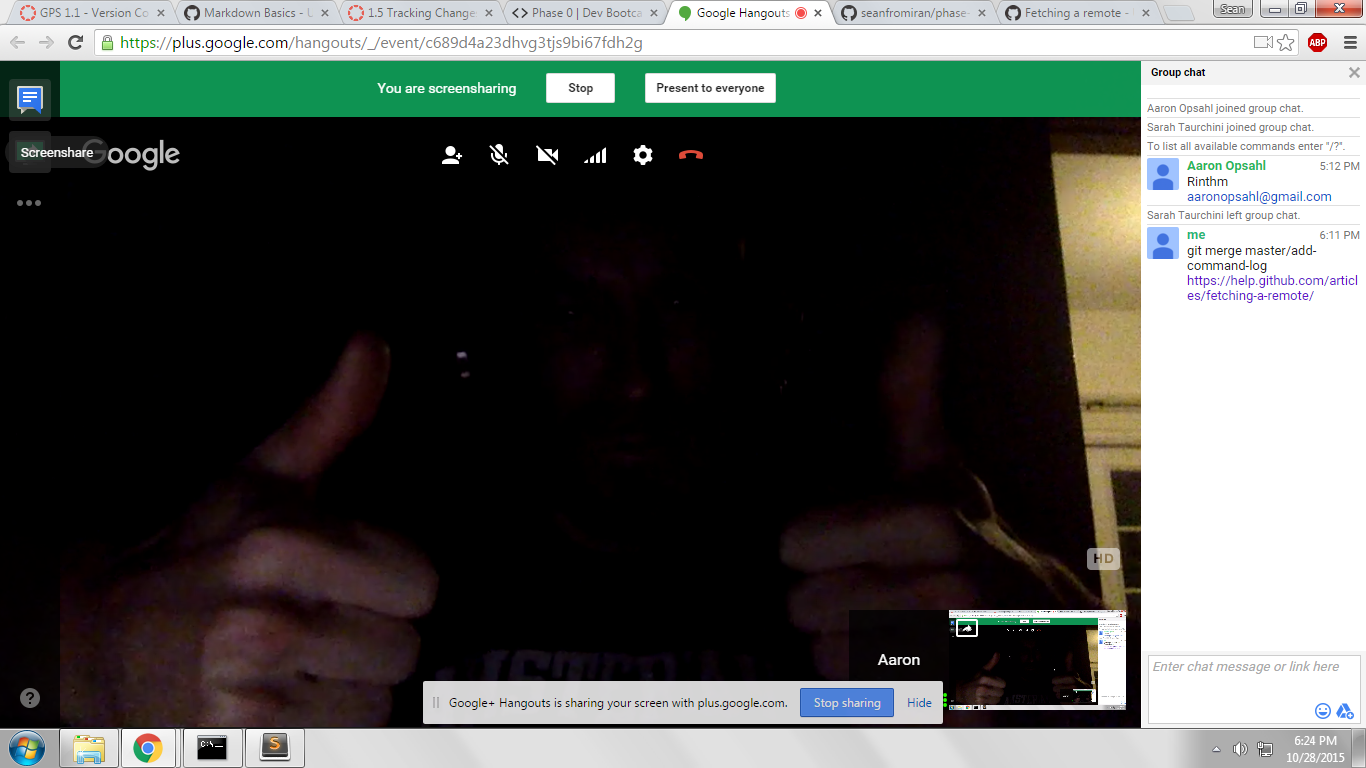 GPS 1.1 - Version Co
Markdown Basics - U
1.5 Tracking Change
Phase 0 | Dev Bootca
Google Hangouts
seanfromiran/phase-
Fetching a remote -
Sean
https://plus.google.com/hangouts/_/event/c689d4a23dhvg3tjs9bi67fdh2g
ABP
You are screensharing
Stop
Present to everyone
Group chat
Screenshare
Google
Aaron Opsahl joined group chat.
Sarah Taurchini joined group chat.
To list all available commands enter "/?".
Aaron Opsahl 5:12 PM
Rinthm
aaronopsahl@gmail.com
Sarah Taurchini left group chat.
me 6:11 PM
git merge master/add-
command-log
https://help.github.com/articl
es/fetching-a-remote/
HD
Aaron
Enter chat message or link here
Google+ Hangouts is sharing your screen with plus.google.com.
Stop sharing
Hide
?
C:\_
S
6:24 PM
10/28/2015